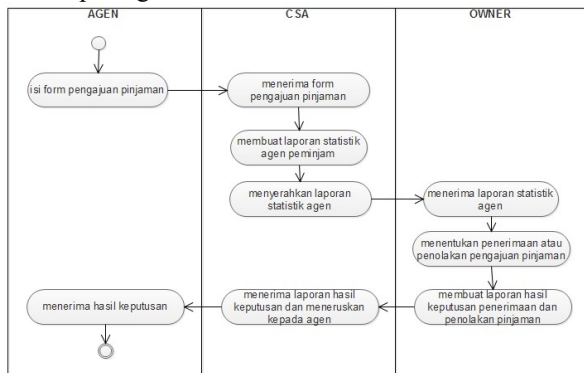 AGEN
CSA
OWNER
isi form pengajuan pinjaman
menerima form
pengajuan pinjaman
membuat laporan statistik
agen peminjam
menyerahkan laporan
statistik agen
menerima laporan statistik
agen
menentukan penerimaan atau
penolakan pengajuan pinjaman
membuat laporan hasil
keputusan penerimaan dan
penolakan pinjaman
menerima laporan hasil
keputusan dan meneruskan
kepada agen
menerima hasil keputusan